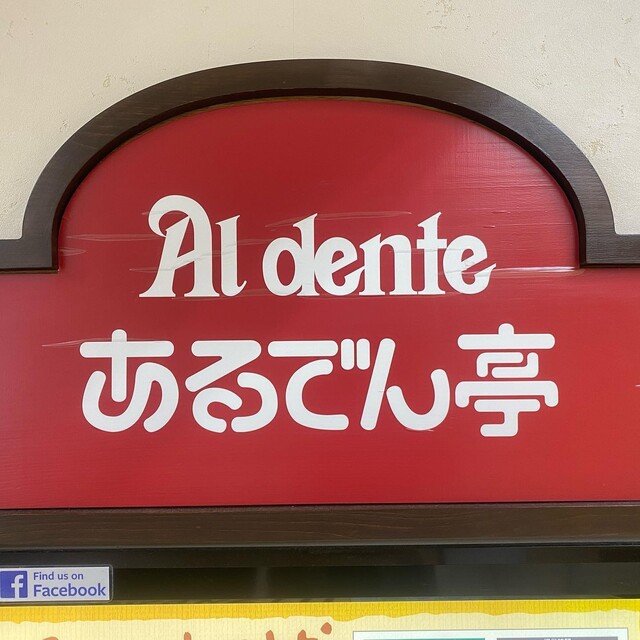 Al dente
あるでん亭
Find us on
Facebook